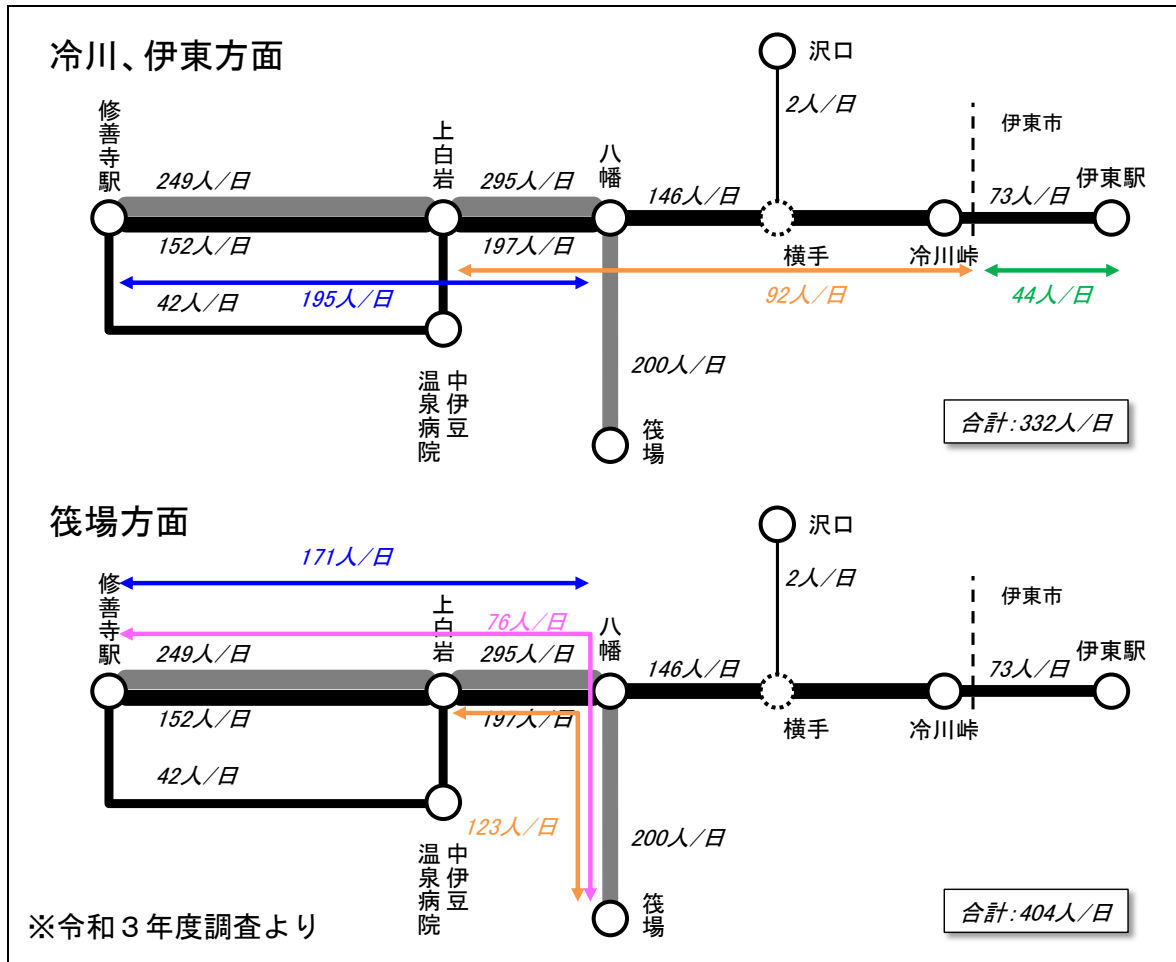 冷川、伊東方面
沢口
2人/日
伊東市
修善寺駅
上白岩
八幡
伊東駅
249人/日
295人/日
146人/日
73人/日
152人/日
197人/日
横手
冷川峠
195人/日
92人/日
44人/日
42人/日
200人/日
中伊豆
温泉病院
筏場
合計:332人/日
筏場方面
沢口
171人/日
2人/日
修善寺駅
上白岩
76人/日
八幡
伊東市
伊東駅
249人/日
295人/日
146人/日
73人/日
152人/日
197人/日
横手
冷川峠
42人/日
123人/日
200人/日
中伊豆
温泉病院
筏場
合計:404人/日
※令和3年度調査より